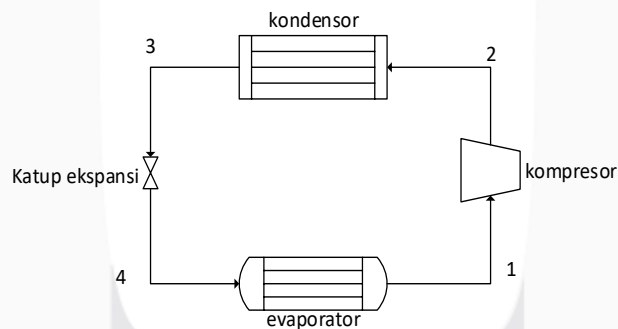 kondensor
3
2
Katup ekspansi
kompresor
4
1
evaporator